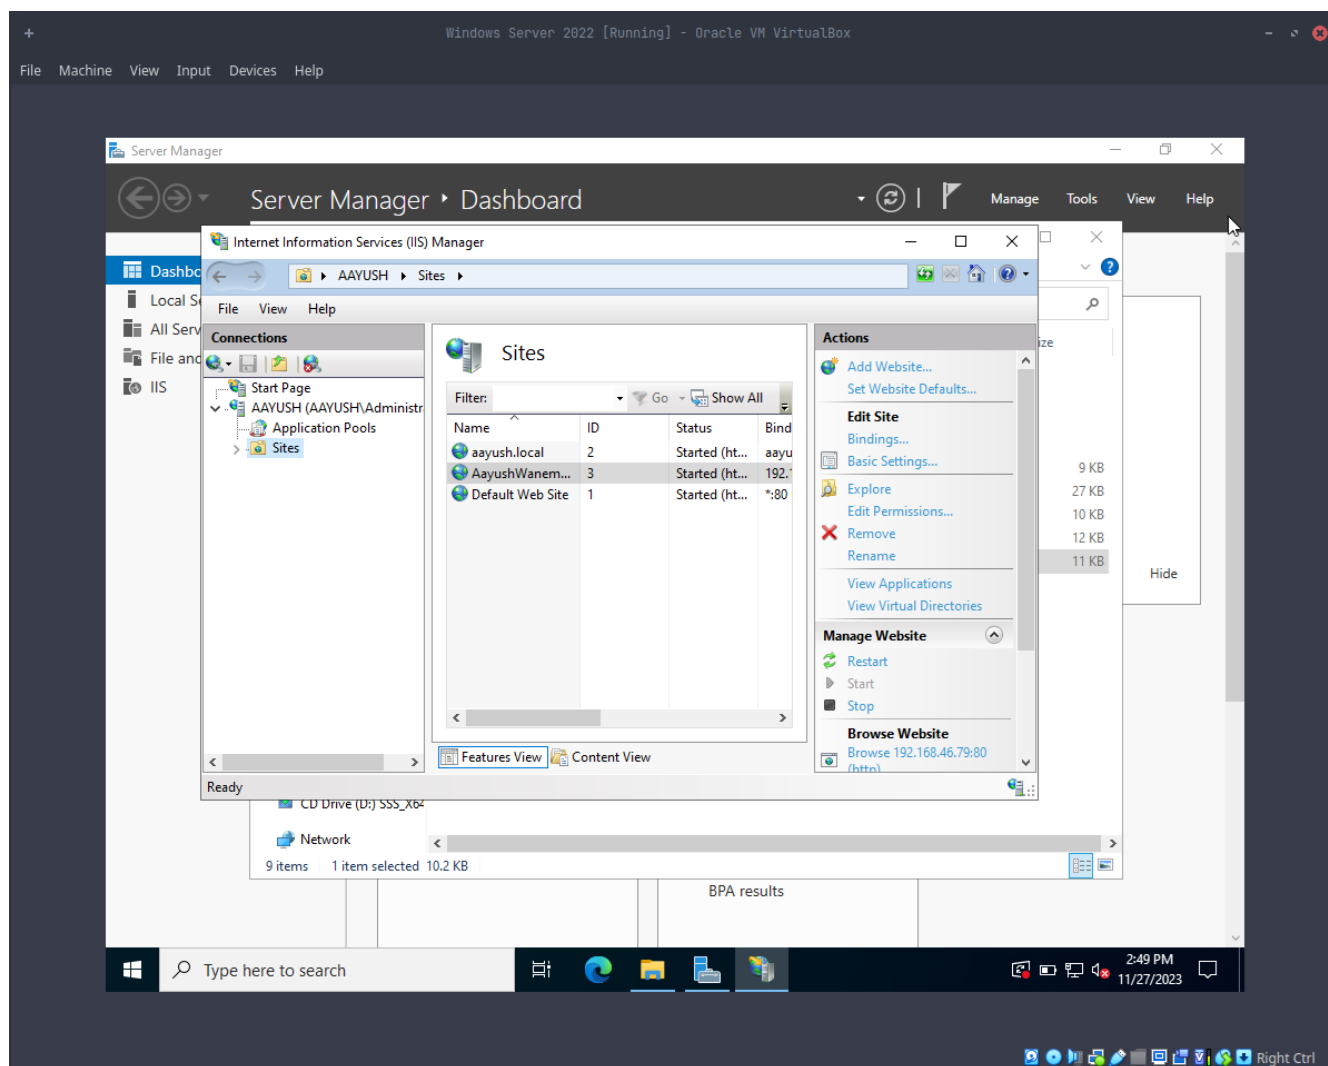 Windows Server 2022 [Running] - Oracle VM VirtualBox
File Machine View Input Devices Help
Server Manager
Server Manager Dashboard
Manage Tools View Help
Internet Information Services (IIS) Manager
AAYUSH Sites
File View Help
Connections
Start Page
AAYUSH (AAYUSH\Administr
Application Pools
Sites
Sites
Filter: Go Show All
Name ID Status Bind
aayush.local 2 Started (ht... aayu
AayushWanem... 3 Started (ht... 192.
Default Web Site 1 Started (ht... *:80
Features View Content View
Actions
Add Website...
Set Website Defaults...
Edit Site
Bindings...
Basic Settings...
Explore
Edit Permissions...
Remove
Rename
View Applications
View Virtual Directories
Manage Website
Restart
Start
Stop
Browse Website
Browse 192.168.46.79:80
(http)
Ready
Dashbo
Local Se
All Serv
File and
IIS
ize
9 KB
27 KB
10 KB
12 KB
11 KB
Hide
CD Drive (D:) SSS_X64
Network
9 items 1 item selected 10.2 KB
BPA results
Type here to search
2:49 PM
11/27/2023
Right Ctrl